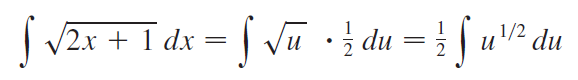 ∫ √(2x + 1) dx = ∫ √u · ½ du = ½ ∫ u^(1/2) du